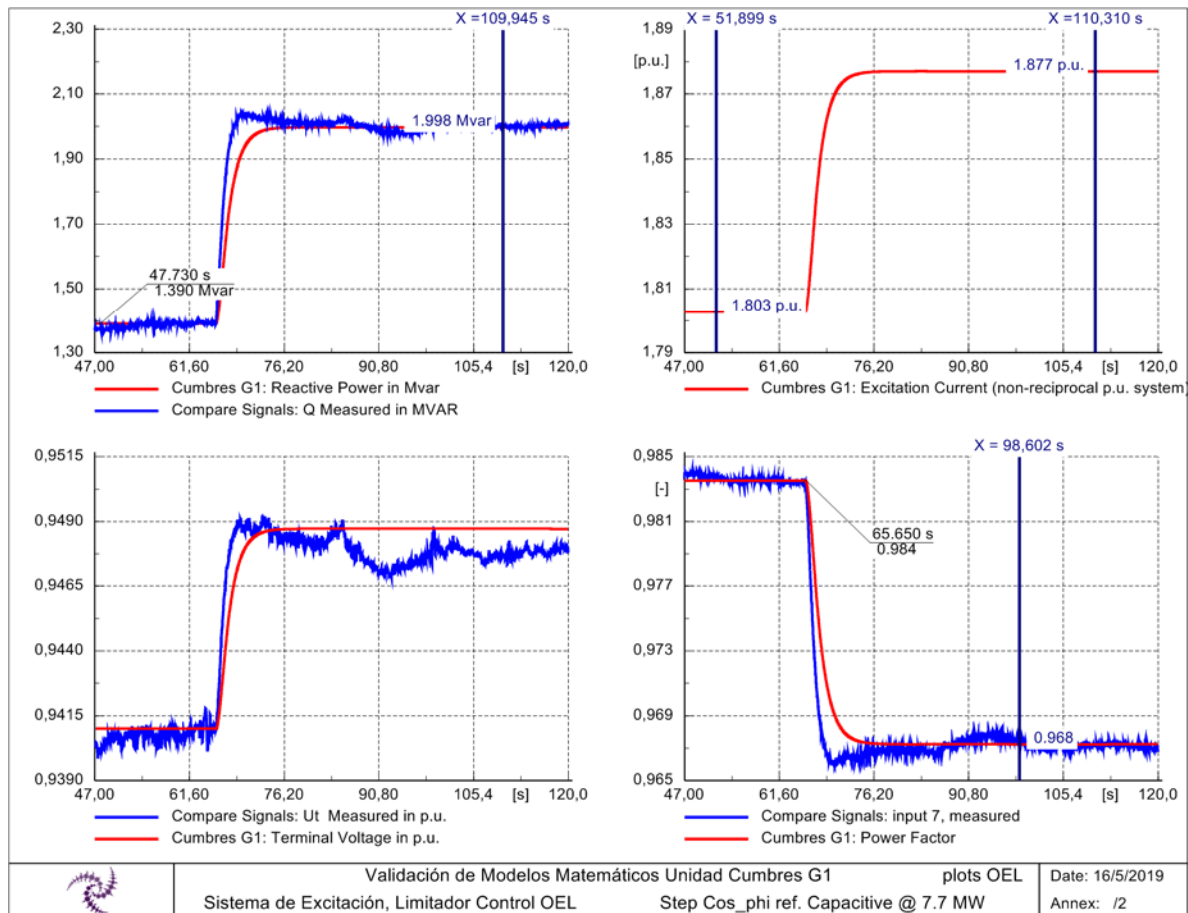 X =109,945 s
2,30
2,10
1,90
1,70
1,50
1,30
1.998 Mvar
47.730 s
1.390 Mvar
47,00 61,60 76,20 90,80 105,4 [s] 120,0
Cumbres G1: Reactive Power in Mvar
Compare Signals: Q Measured in MVAR
X = 51,899 s X =110,310 s
1,89
[p.u.]
1,87
1,85
1,83
1,81
1,79
1.877 p.u.
1.803 p.u.
47,00 61,60 76,20 90,80 105,4 [s] 120,0
Cumbres G1: Excitation Current (non-reciprocal p.u. system)
0,9515
0,9490
0,9465
0,9440
0,9415
0,9390
47,00 61,60 76,20 90,80 105,4 [s] 120,0
Compare Signals: Ut Measured in p.u.
Cumbres G1: Terminal Voltage in p.u.
X = 98,602 s
0,985
[-]
0,981
0,977
0,973
0,969
0,965
65.650 s
0.984
0.968
47,00 61,60 76,20 90,80 105,4 [s] 120,0
Compare Signals: input 7, measured
Cumbres G1: Power Factor
Validación de Modelos Matemáticos Unidad Cumbres G1 plots OEL
Sistema de Excitación, Limitador Control OEL Step Cos_phi ref. Capacitive @ 7.7 MW
Date: 16/5/2019
Annex: /2